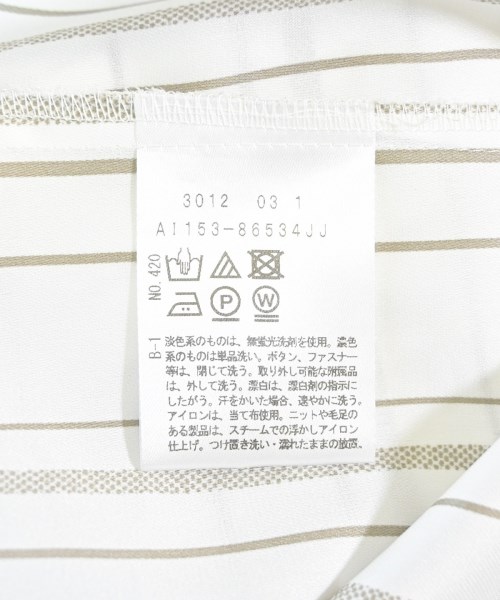 3012 03 1
AI153-86534JJ
NO.420
P W
B-1
淡色系のものは、無蛍光洗剤を使用。濃色
系のものは単品洗い。ボタン、ファスナー
等は、閉じて洗う。取り外し可能な附属品
は、外して洗う。漂白は、漂白剤の指示に
したがう。汗をかいた場合、速やかに洗う。
アイロンは、当て布使用。ニットや毛足の
ある製品は、スチームでの浮かしアイロン
仕上げ。つけ置き洗い・濡れたままの放置、